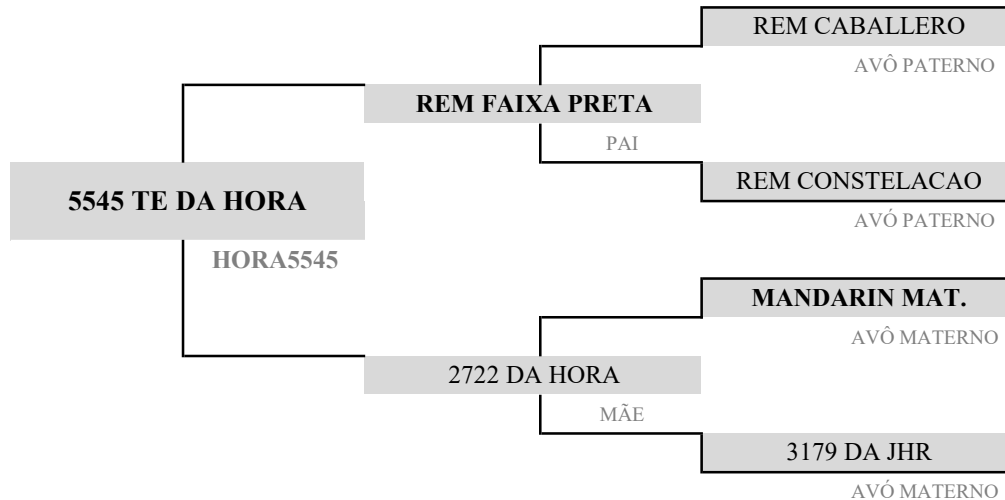 REM CABALLERO
AVÔ PATERNO
REM FAIXA PRETA
PAI
REM CONSTELACAO
AVÓ PATERNO
5545 TE DA HORA
HORA5545
MANDARIN MAT.
AVÔ MATERNO
2722 DA HORA
MÃE
3179 DA JHR
AVÓ MATERNO